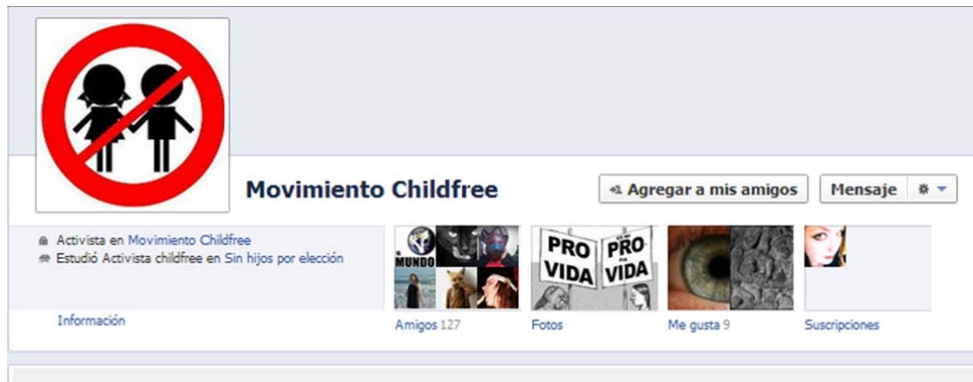 Movimiento Childfree
Agregar a mis amigos
Mensaje
Activista en Movimiento Childfree
Estudió Activista childfree en Sin hijos por elección
Información
MUNDO
Amigos 127
PRO VIDA
PRO
VIDA
Fotos
Me gusta 9
Suscripciones